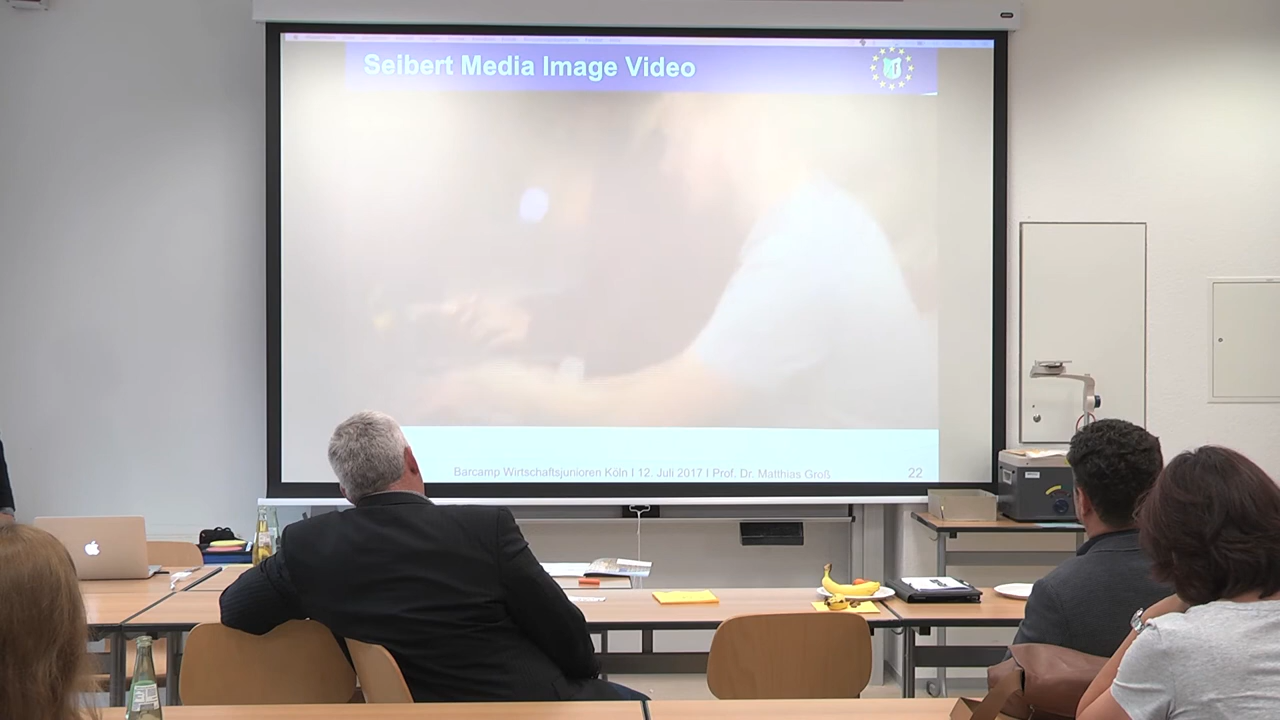 Seibert Media Image Video
Barcamp Wirtschaftsjunioren Köln I 12. Juli 2017 I Prof. Dr. Matthias Groß
22